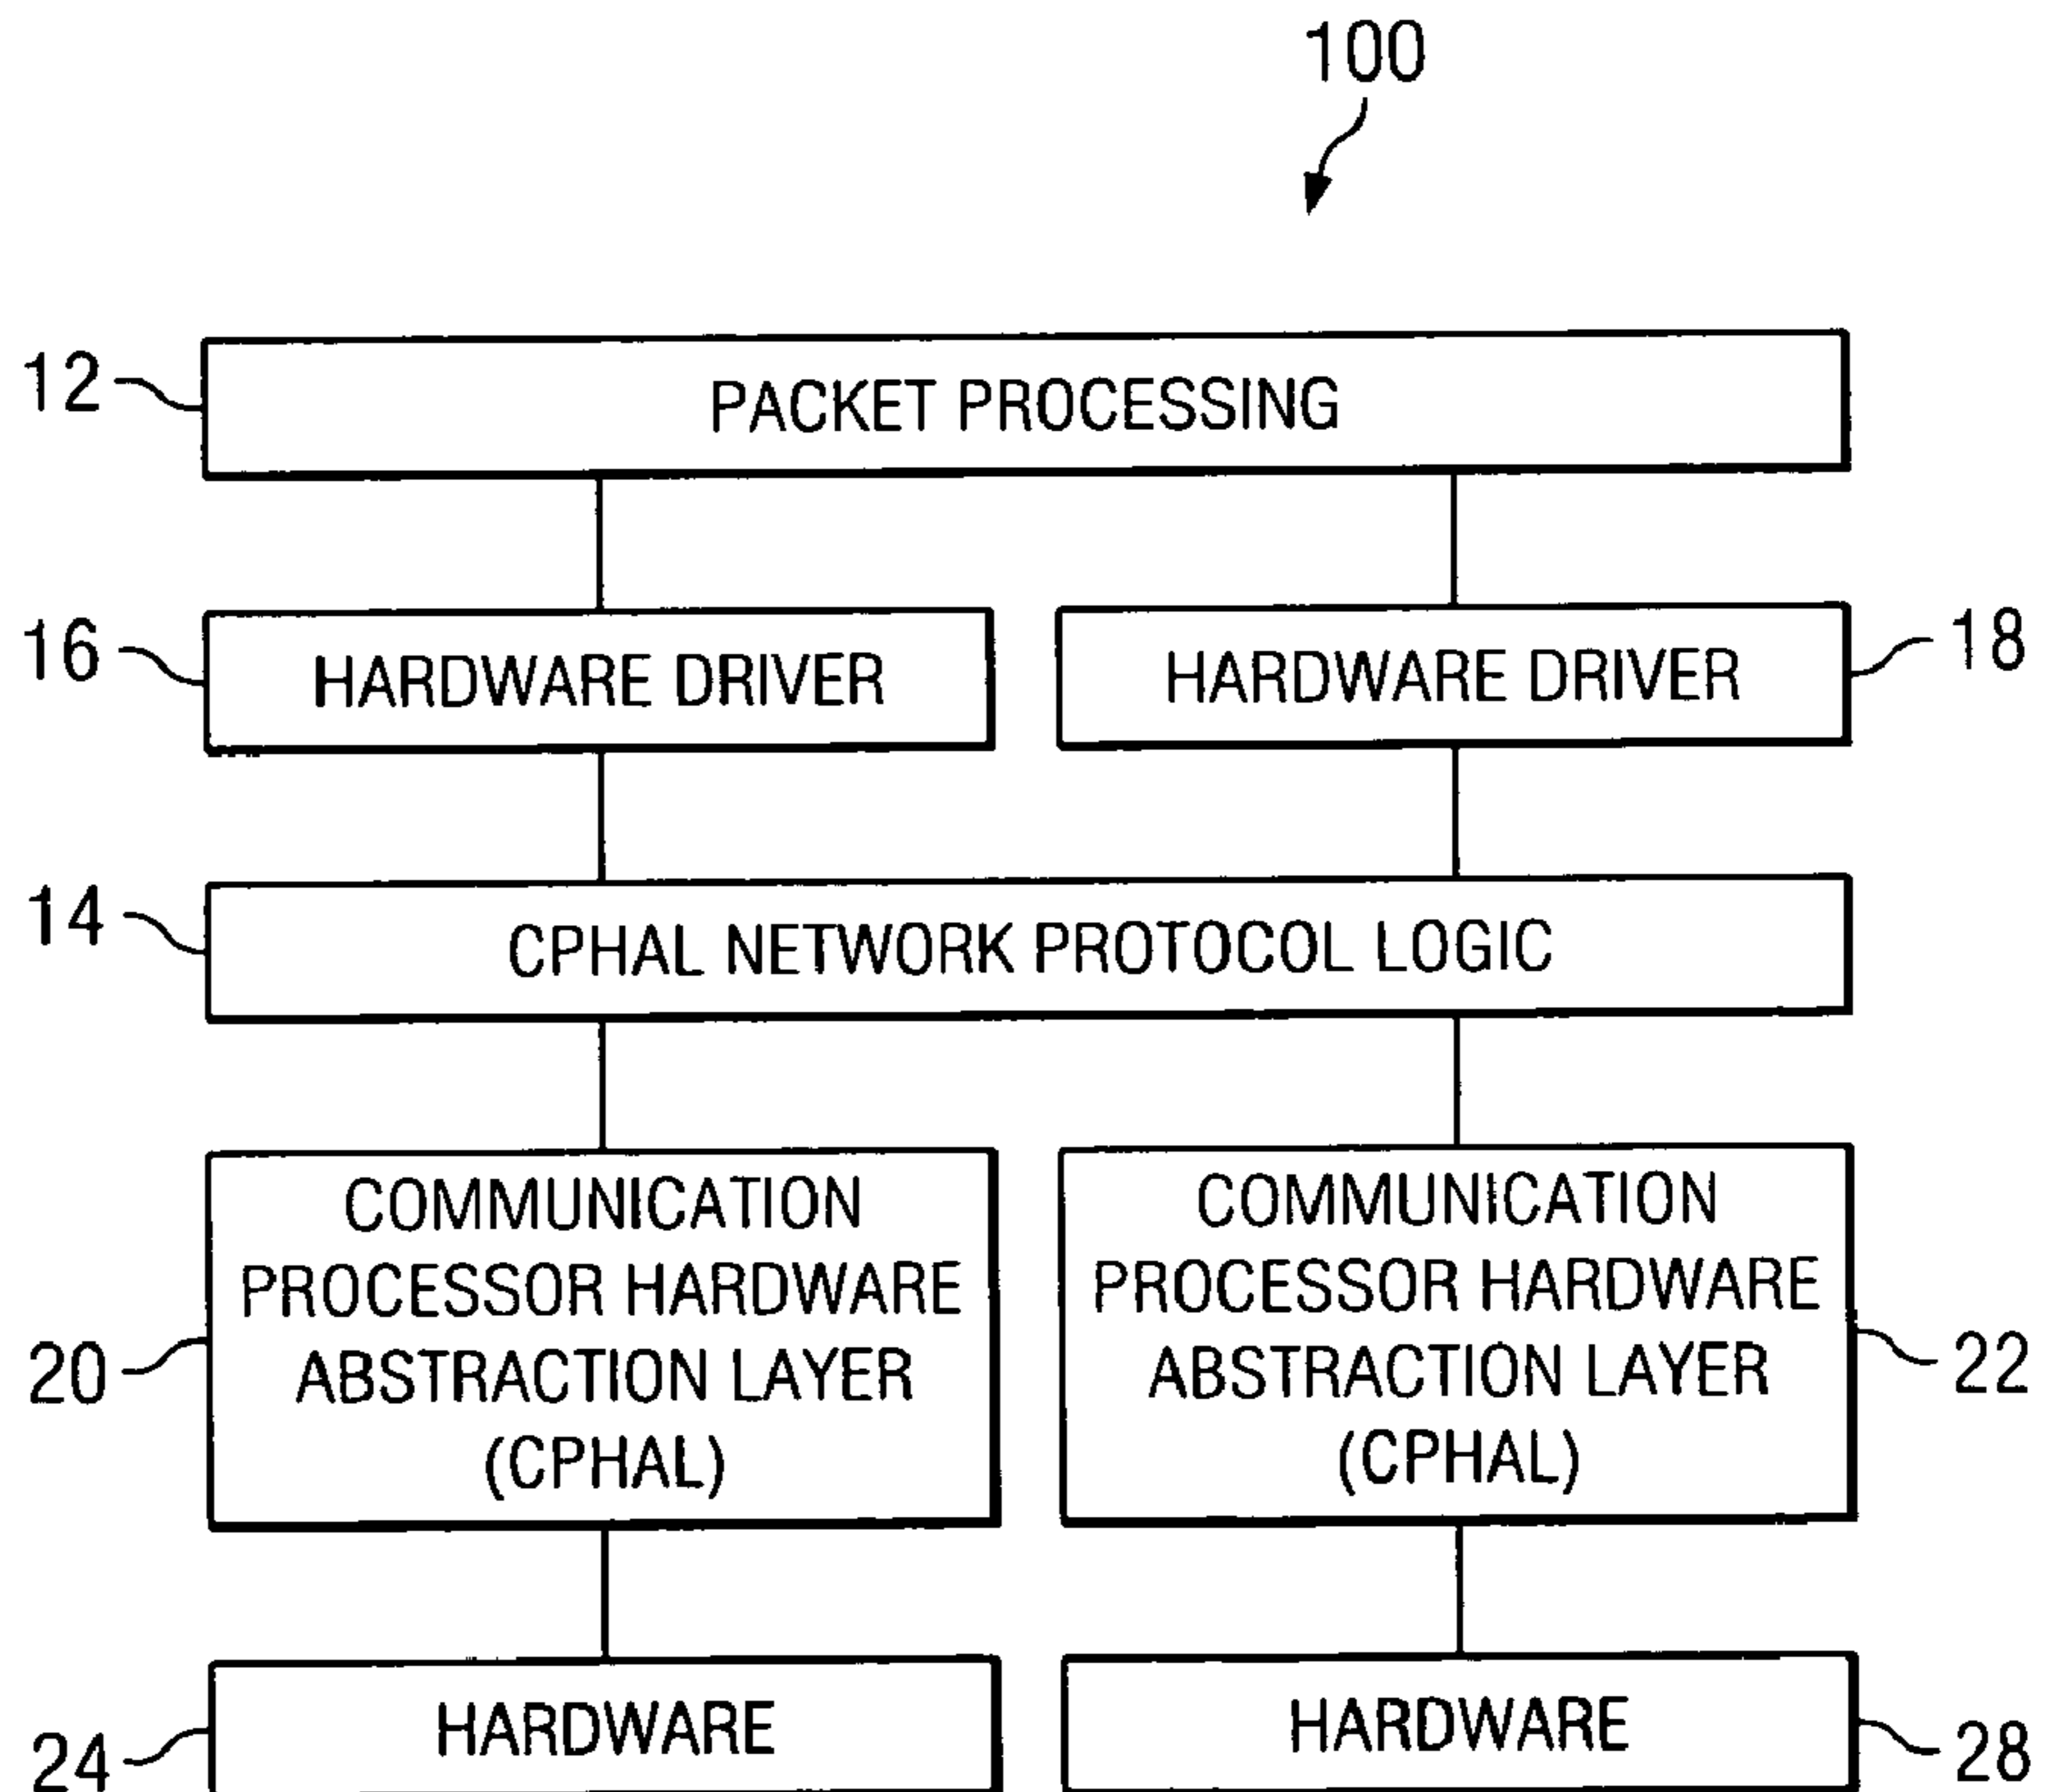 100
12
PACKET PROCESSING
16
HARDWARE DRIVER
HARDWARE DRIVER
18
14
CPHAL NETWORK PROTOCOL LOGIC
20
COMMUNICATION
PROCESSOR HARDWARE
ABSTRACTION LAYER
(CPHAL)
COMMUNICATION
PROCESSOR HARDWARE
ABSTRACTION LAYER
(CPHAL)
22
24
HARDWARE
HARDWARE
28